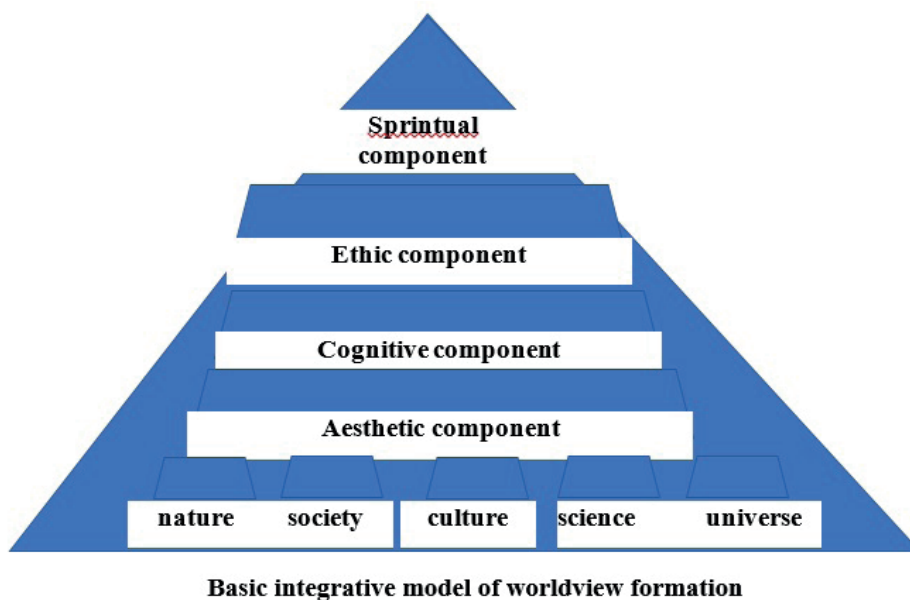 Sprintual
component
Ethic component
Cognitive component
Aesthetic component
nature society culture science universe
Basic integrative model of worldview formation